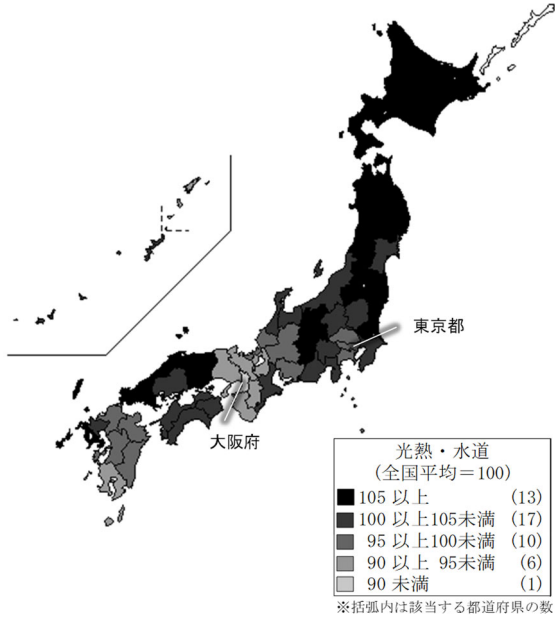 東京都
大阪府
光熱・水道
(全国平均＝100)
105 以上 (13)
100 以上105未満 (17)
95 以上100未満 (10)
90 以上 95未満 (6)
90 未満 (1)
※括弧内は該当する都道府県の数